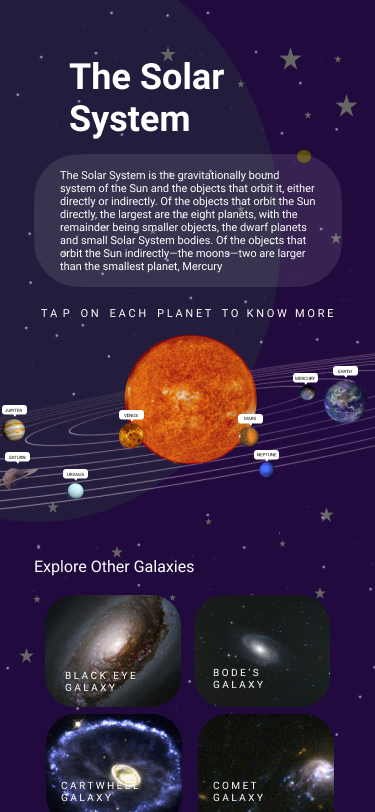 The Solar
System
The Solar System is the gravitationally bound
system of the Sun and the objects that orbit it, either
directly or indirectly. Of the objects that orbit the Sun
directly, the largest are the eight planets, with the
remainder being smaller objects, the dwarf planets
and small Solar System bodies. Of the objects that
orbit the Sun indirectly—the moons—two are larger
than the smallest planet, Mercury
TAP ON EACH PLANET TO KNOW MORE
EARTH
MERCURY
JUPITER
VENUS
MARS
SATURN
NEPTUNE
URANUS
Explore Other Galaxies
BLACK EYE
GALAXY
BODE'S
GALAXY
CARTWHEEL
GALAXY
COMET
GALAXY